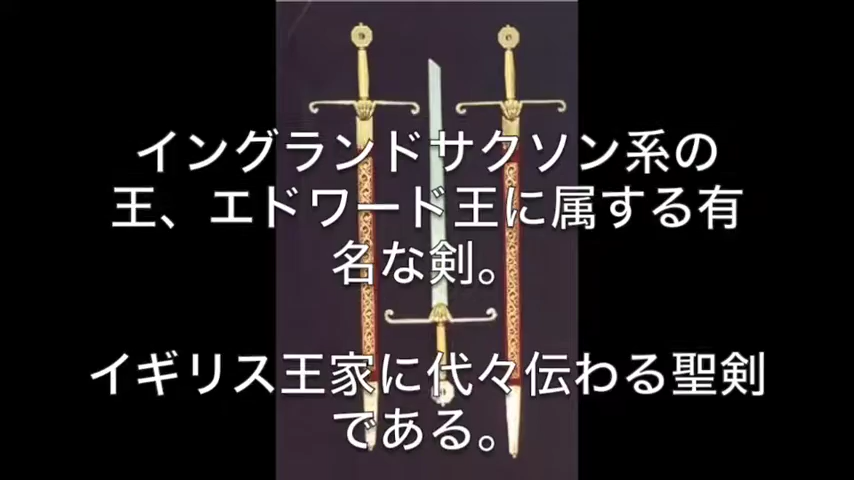 イングランドサクソン系の
王、エドワード王に属する有
名な剣。
イギリス王家に代々伝わる聖剣
である。